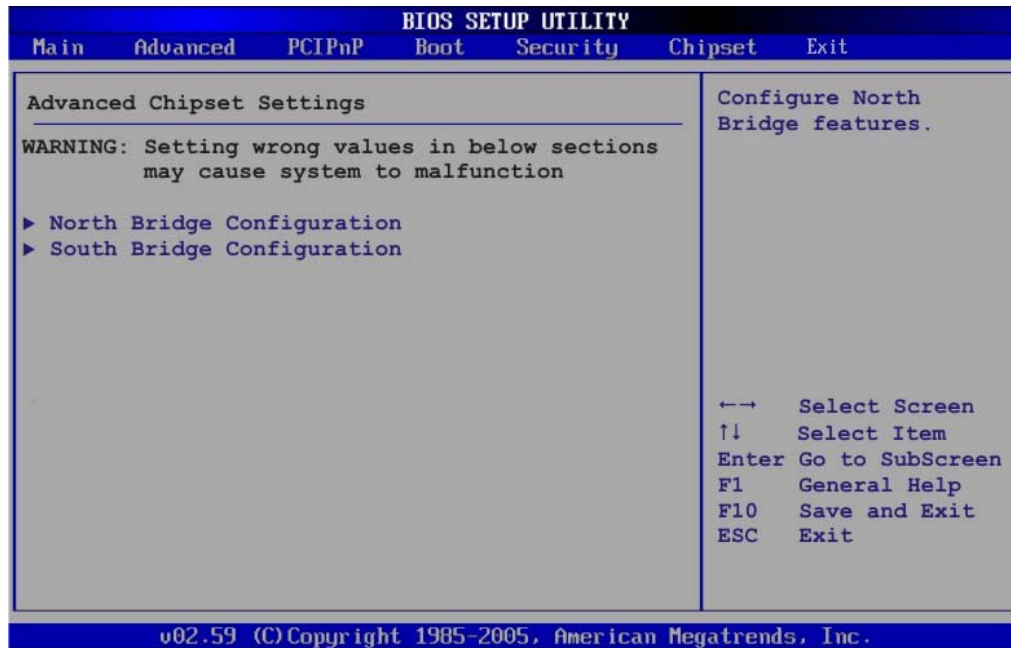 BIOS SETUP UTILITY
Main Advanced PCIPnP Boot Security Chipset Exit
Advanced Chipset Settings
WARNING: Setting wrong values in below sections
may cause system to malfunction
► North Bridge Configuration
► South Bridge Configuration
Configure North
Bridge features.
←→ Select Screen
↑↓ Select Item
Enter Go to SubScreen
F1 General Help
F10 Save and Exit
ESC Exit
v02.59 (C)Copyright 1985-2005, American Megatrends, Inc.